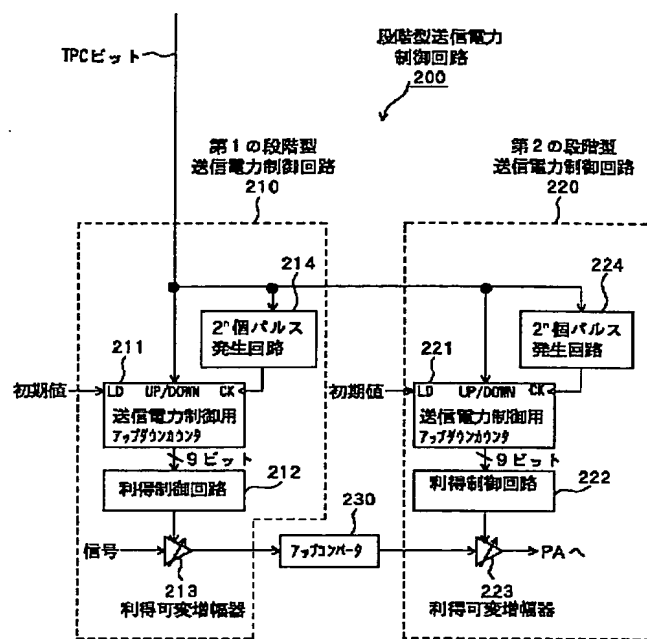 TPCビット
段階型送信電力
制御回路
200
第1の段階型
送信電力制御回路
210
第2の段階型
送信電力制御回路
220
214
2ⁿ個パルス
発生回路
224
2ⁿ個パルス
発生回路
211
初期値
LD UP/DOWN CK
送信電力制御用
アップダウンカウンタ
9ビット
利得制御回路
212
221
初期値
LD UP/DOWN CK
送信電力制御用
アップダウンカウンタ
9ビット
利得制御回路
222
信号
213
利得可変増幅器
230
アップコンバータ
223
利得可変増幅器
PAへ